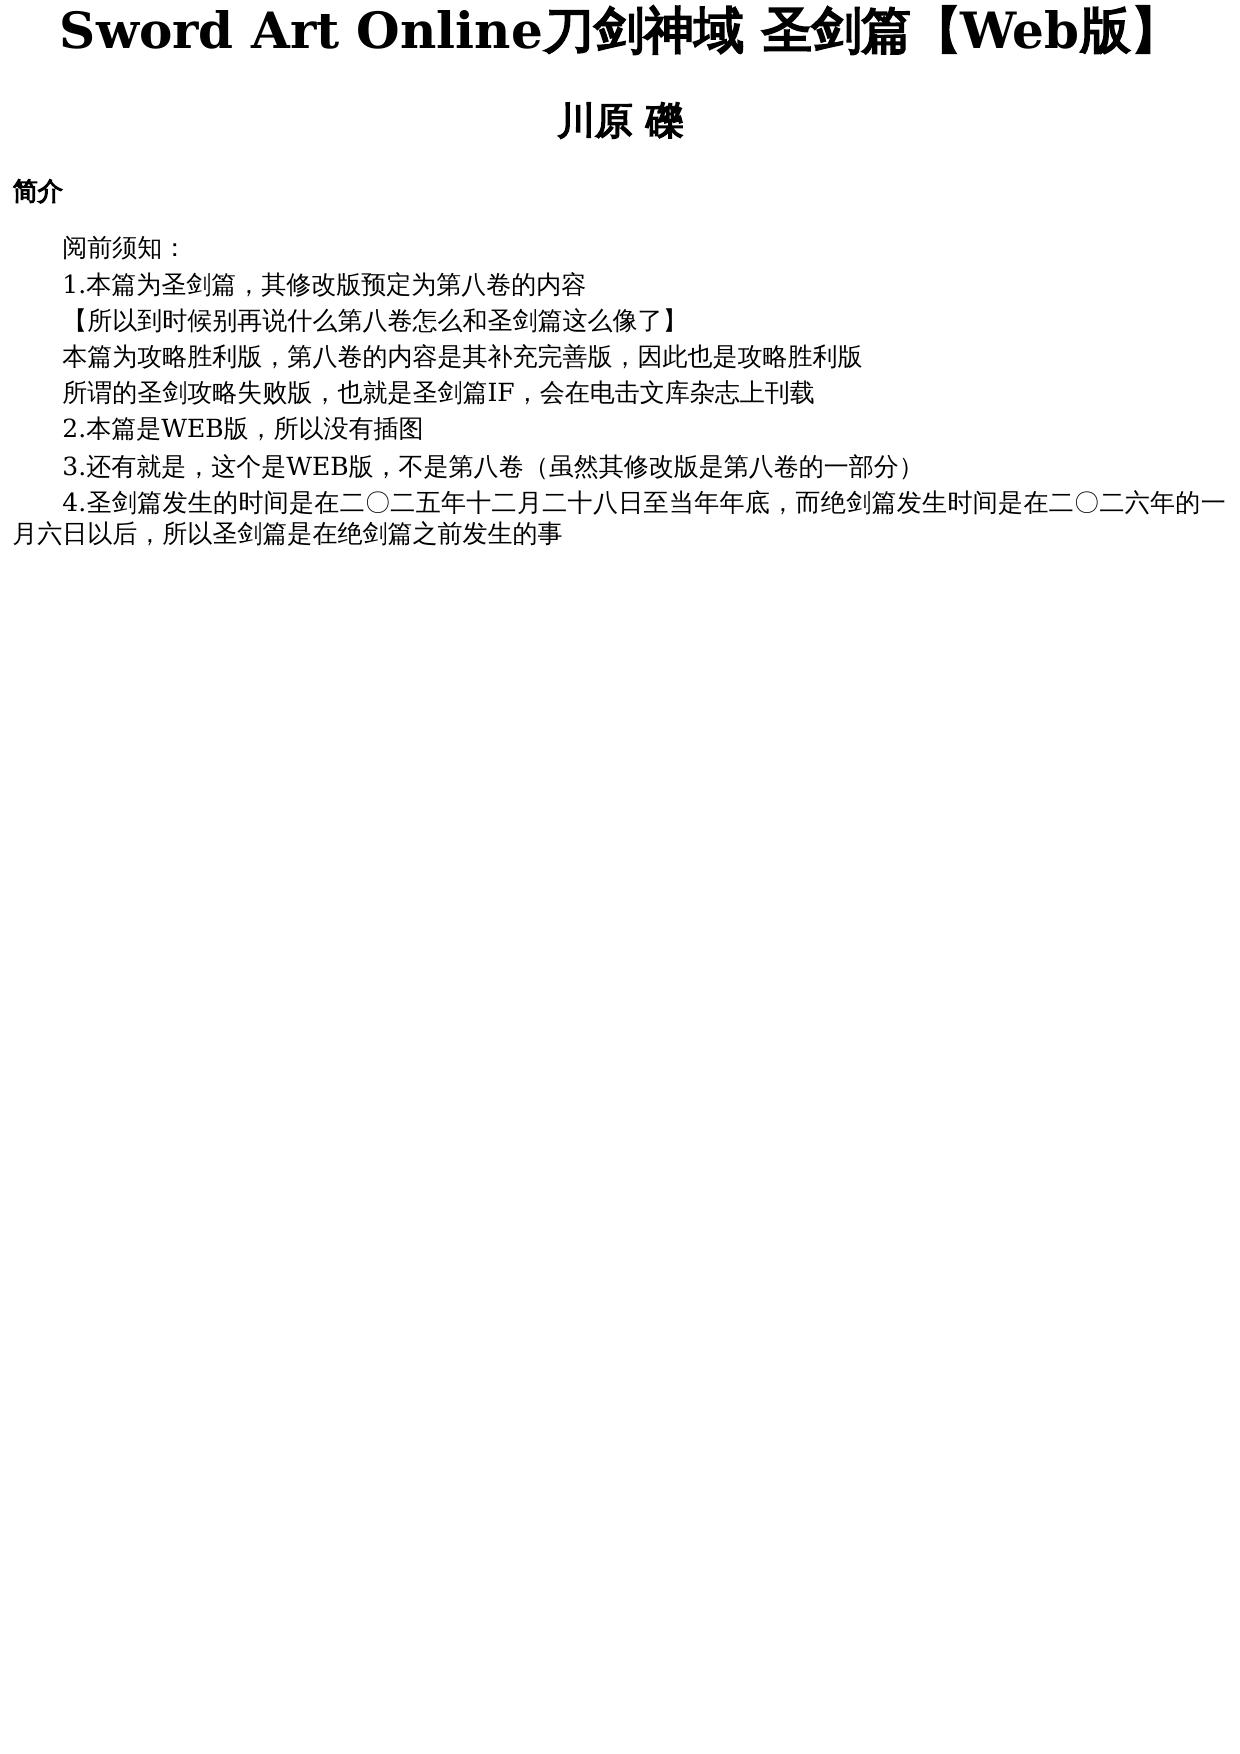 Sword Art Online刀剑神域 圣剑篇【Web版】
川原 礫
简介
阅前须知：
1.本篇为圣剑篇，其修改版预定为第八卷的内容
【所以到时候别再说什么第八卷怎么和圣剑篇这么像了】
本篇为攻略胜利版，第八卷的内容是其补充完善版，因此也是攻略胜利版
所谓的圣剑攻略失败版，也就是圣剑篇IF，会在电击文库杂志上刊载
2.本篇是WEB版，所以没有插图
3.还有就是，这个是WEB版，不是第八卷（虽然其修改版是第八卷的一部分）
4.圣剑篇发生的时间是在二〇二五年十二月二十八日至当年年底，而绝剑篇发生时间是在二〇二六年的一
月六日以后，所以圣剑篇是在绝剑篇之前发生的事